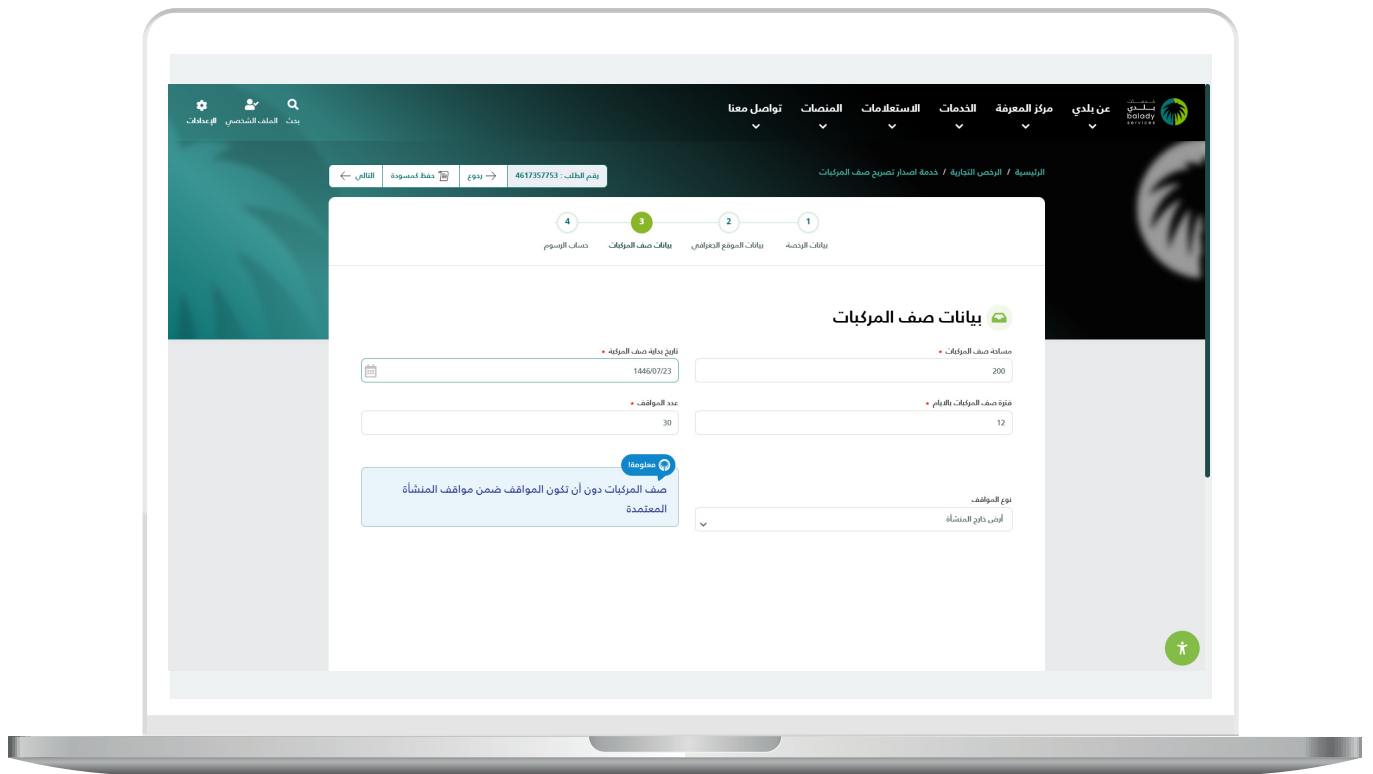 خدمات
بلدي
balady
services
عن بلدي
مركز المعرفة
الخدمات
الاستعلامات
المنصات
تواصل معنا
بحث
الملف الشخصي
الإعدادات
الرئيسية / الرخص التجارية / خدمة اصدار تصريح صف المركبات
رقم الطلب : 4617357753
رجوع
حفظ كمسودة
التالي
1
2
3
4
بيانات الرخصة
بيانات الموقع الجغرافي
بيانات صف المركبات
حساب الرسوم
بيانات صف المركبات
مساحة صف المركبات *
200
تاريخ بداية صف المركبة *
1446/07/23
فترة صف المركبات بالايام *
12
عدد المواقف *
30
نوع المواقف
أرض خارج المنشأة
معلومة!
صف المركبات دون أن تكون المواقف ضمن مواقف المنشأة
المعتمدة